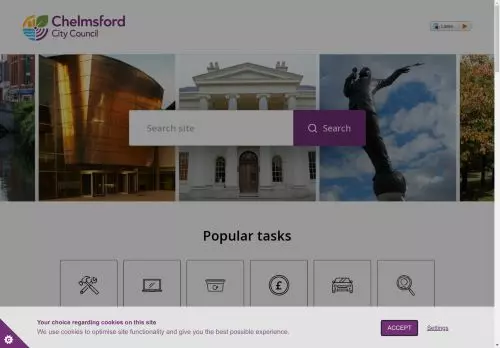 Chelmsford
City Council
Listen
Search site
Search
Popular tasks
Your choice regarding cookies on this site
We use cookies to optimise site functionality and give you the best possible experience.
ACCEPT
Settings